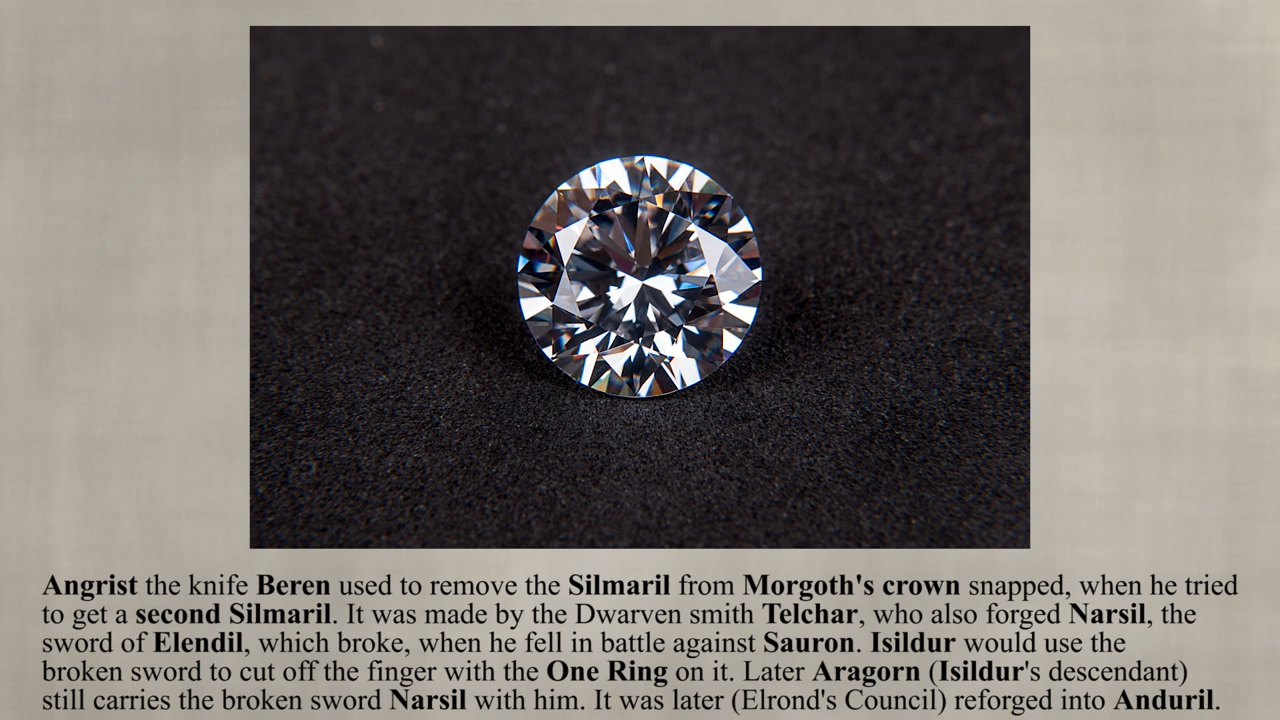 Angrist the knife Beren used to remove the Silmaril from Morgoth's crown snapped, when he tried
to get a second Silmaril. It was made by the Dwarven smith Telchar, who also forged Narsil, the
sword of Elendil, which broke, when he fell in battle against Sauron. Isildur would use the
broken sword to cut off the finger with the One Ring on it. Later Aragorn (Isildur's descendant)
still carries the broken sword Narsil with him. It was later (Elrond's Council) reforged into Anduril.